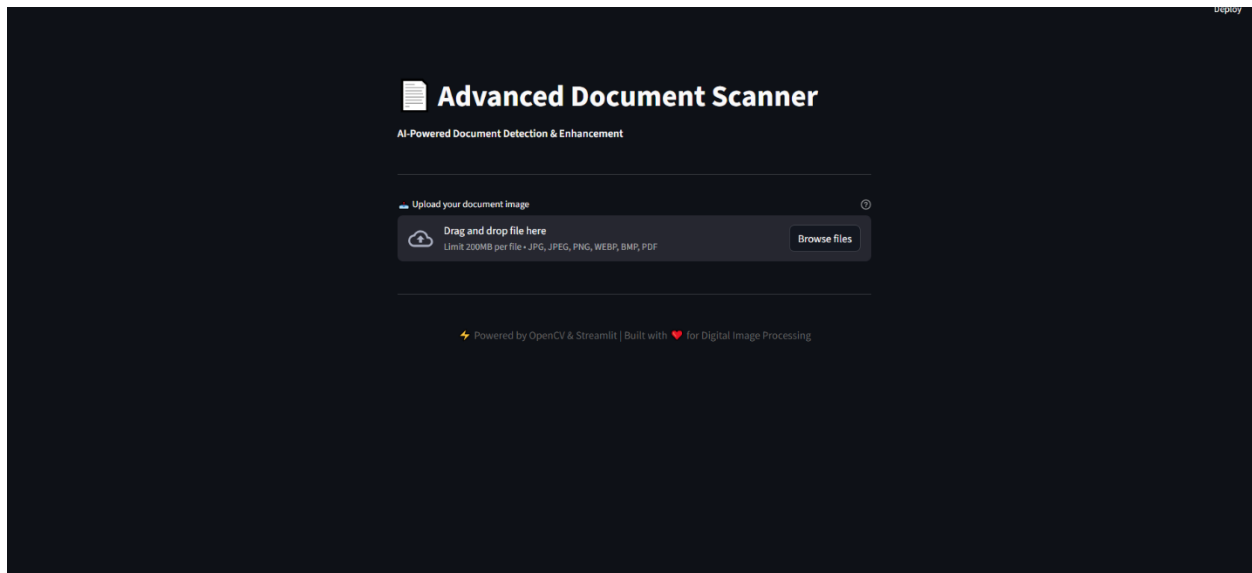 Deploy
Advanced Document Scanner
AI-Powered Document Detection & Enhancement
Upload your document image
Drag and drop file here
Limit 200MB per file • JPG, JPEG, PNG, WEBP, BMP, PDF
Browse files
⚡ Powered by OpenCV & Streamlit | Built with ❤️ for Digital Image Processing